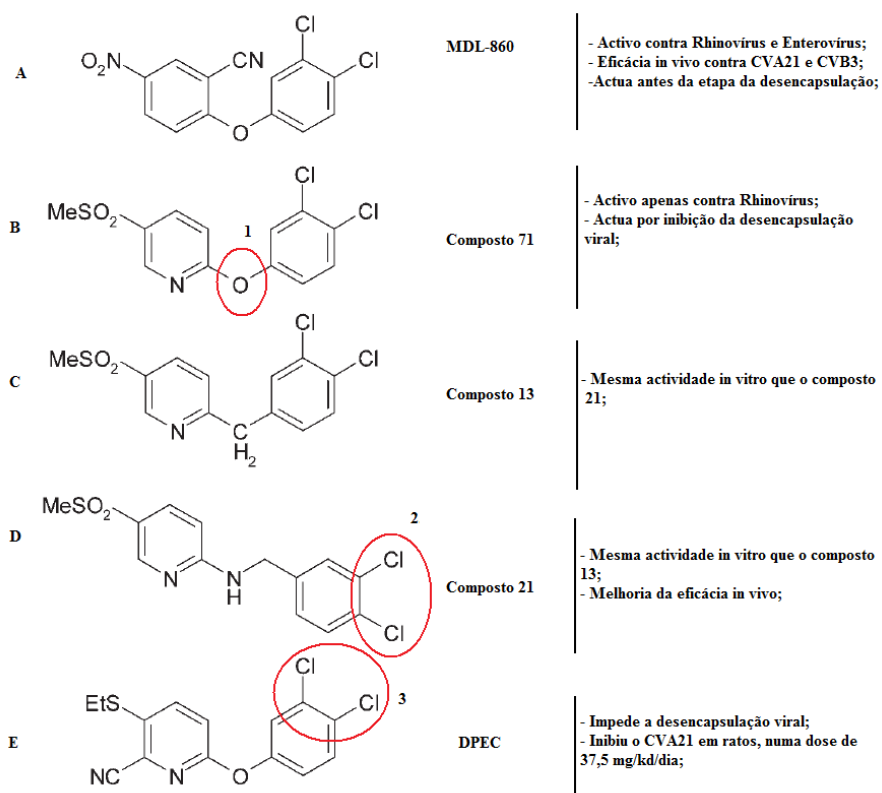 A
O₂N
CN
Cl
Cl
O
MDL-860
- Activo contra Rhinovírus e Enterovírus;
- Eficácia in vivo contra CVA21 e CVB3;
-Actua antes da etapa da desencapsulação;
B
MeSO₂
N
1
O
Cl
Cl
Composto 71
- Activo apenas contra Rhinovírus;
- Actua por inibição da desencapsulação
viral;
C
MeSO₂
N
C
H₂
Cl
Cl
Composto 13
- Mesma actividade in vitro que o composto
21;
D
MeSO₂
N
N
H
2
Cl
Cl
Composto 21
- Mesma actividade in vitro que o composto
13;
- Melhoria da eficácia in vivo;
E
EtS
NC
N
O
Cl
Cl
3
DPEC
- Impede a desencapsulação viral;
- Inibiu o CVA21 em ratos, numa dose de
37,5 mg/kd/dia;